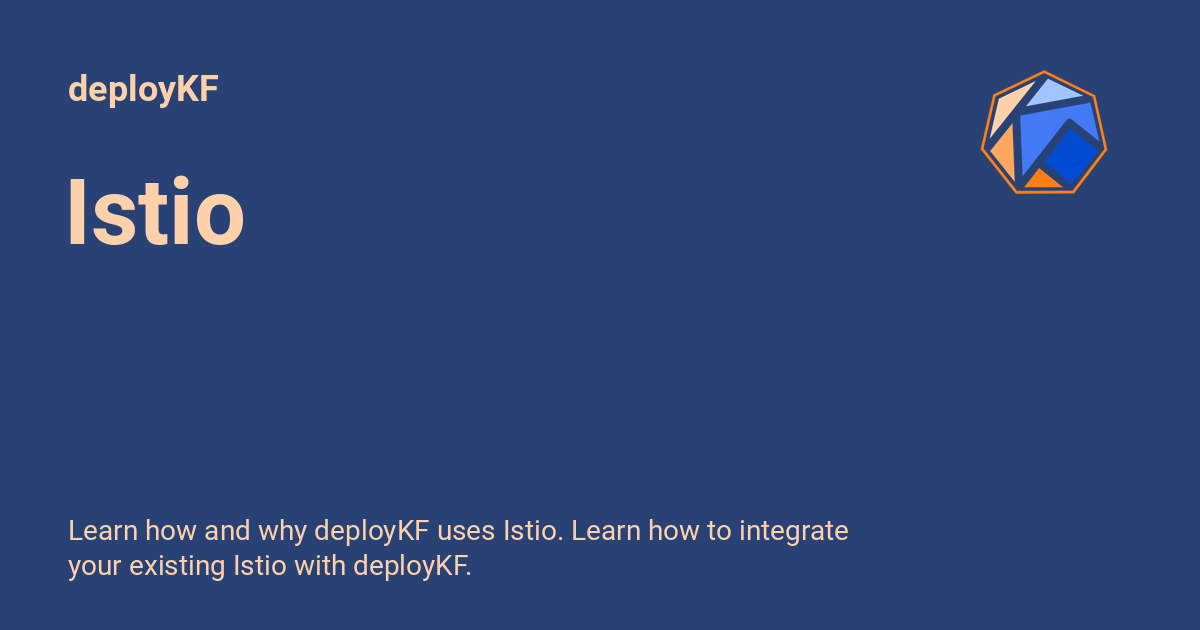 deployKF
Istio
Learn how and why deployKF uses Istio. Learn how to integrate
your existing Istio with deployKF.